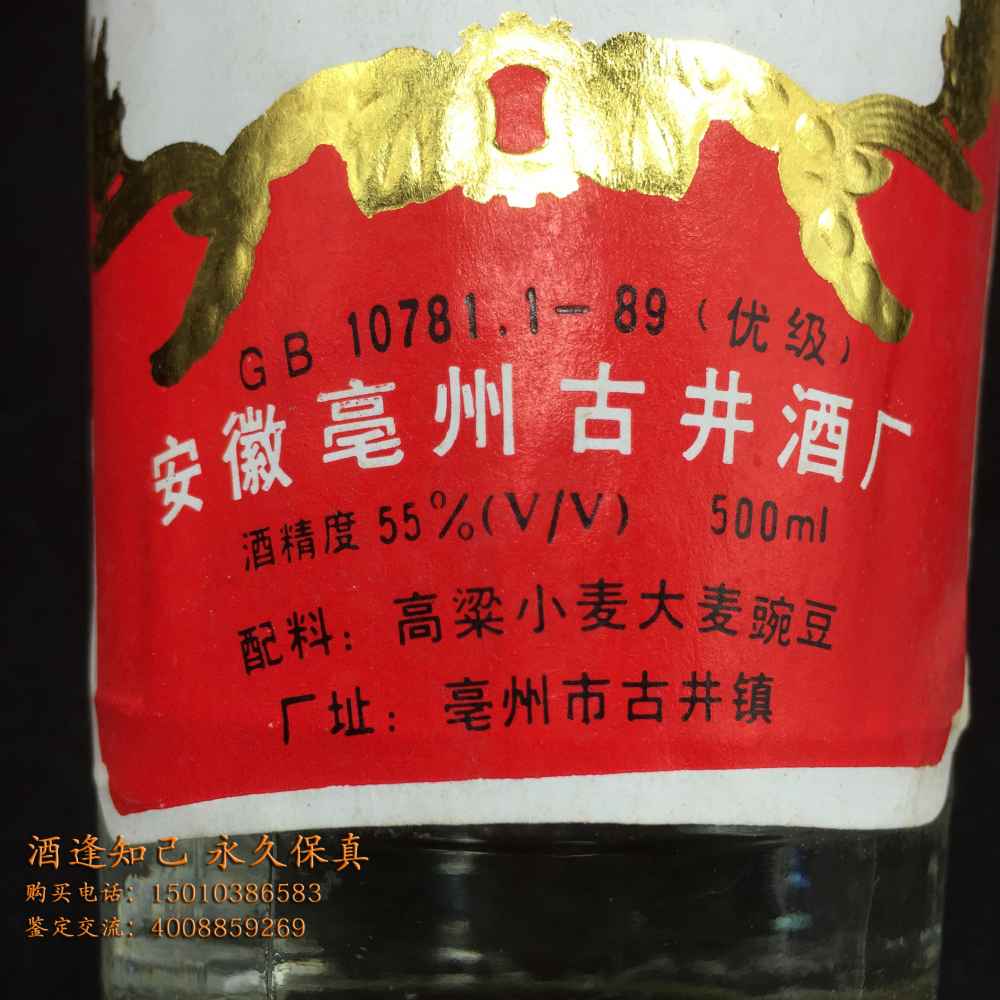 GB 10781.1-89(优级)
安徽亳州古井酒厂
酒精度 55%(V/V) 500ml
配料：高粱小麦大麦豌豆
厂址：亳州市古井镇
酒逢知己 永久保真
购买电话：15010386583
鉴定交流：4008859269